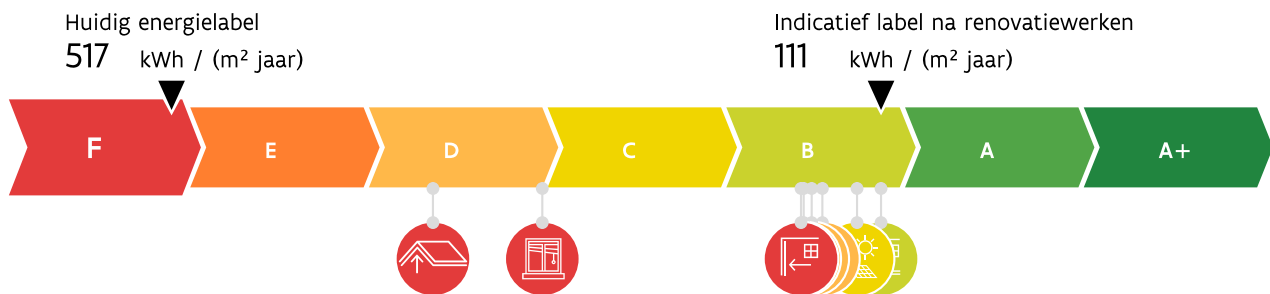 Huidig energielabel
517 kWh / (m² jaar)
Indicatief label na renovatiewerken
111 kWh / (m² jaar)
F E D C B A A+